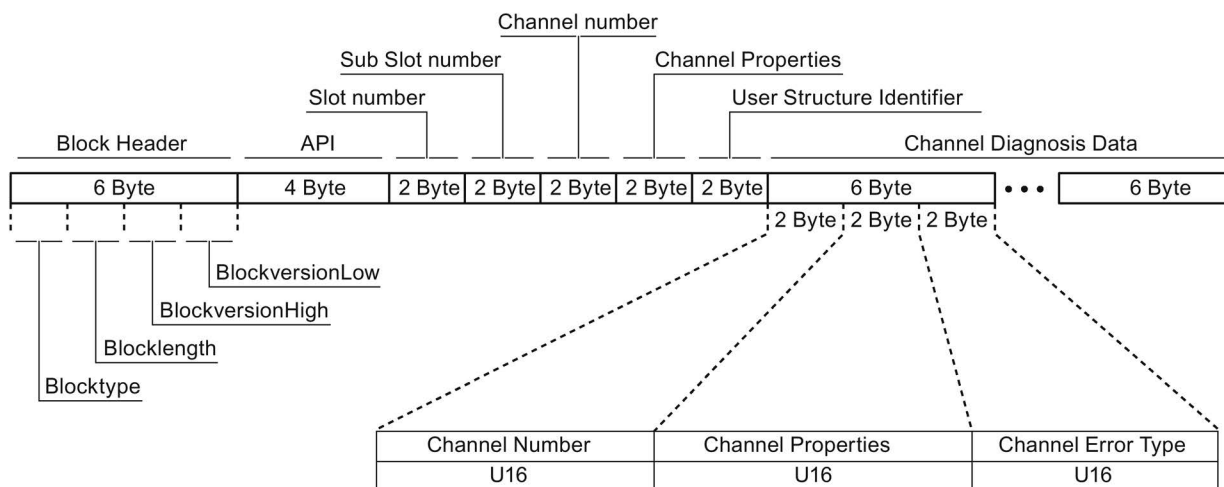 Channel number
Sub Slot number Channel Properties
Slot number User Structure Identifier
Block Header API Channel Diagnosis Data
6 Byte 4 Byte 2 Byte 2 Byte 2 Byte 2 Byte 2 Byte 6 Byte ••• 6 Byte
2 Byte 2 Byte 2 Byte
BlockversionLow
BlockversionHigh
Blocklength
Blocktype
Channel Number Channel Properties Channel Error Type
U16 U16 U16